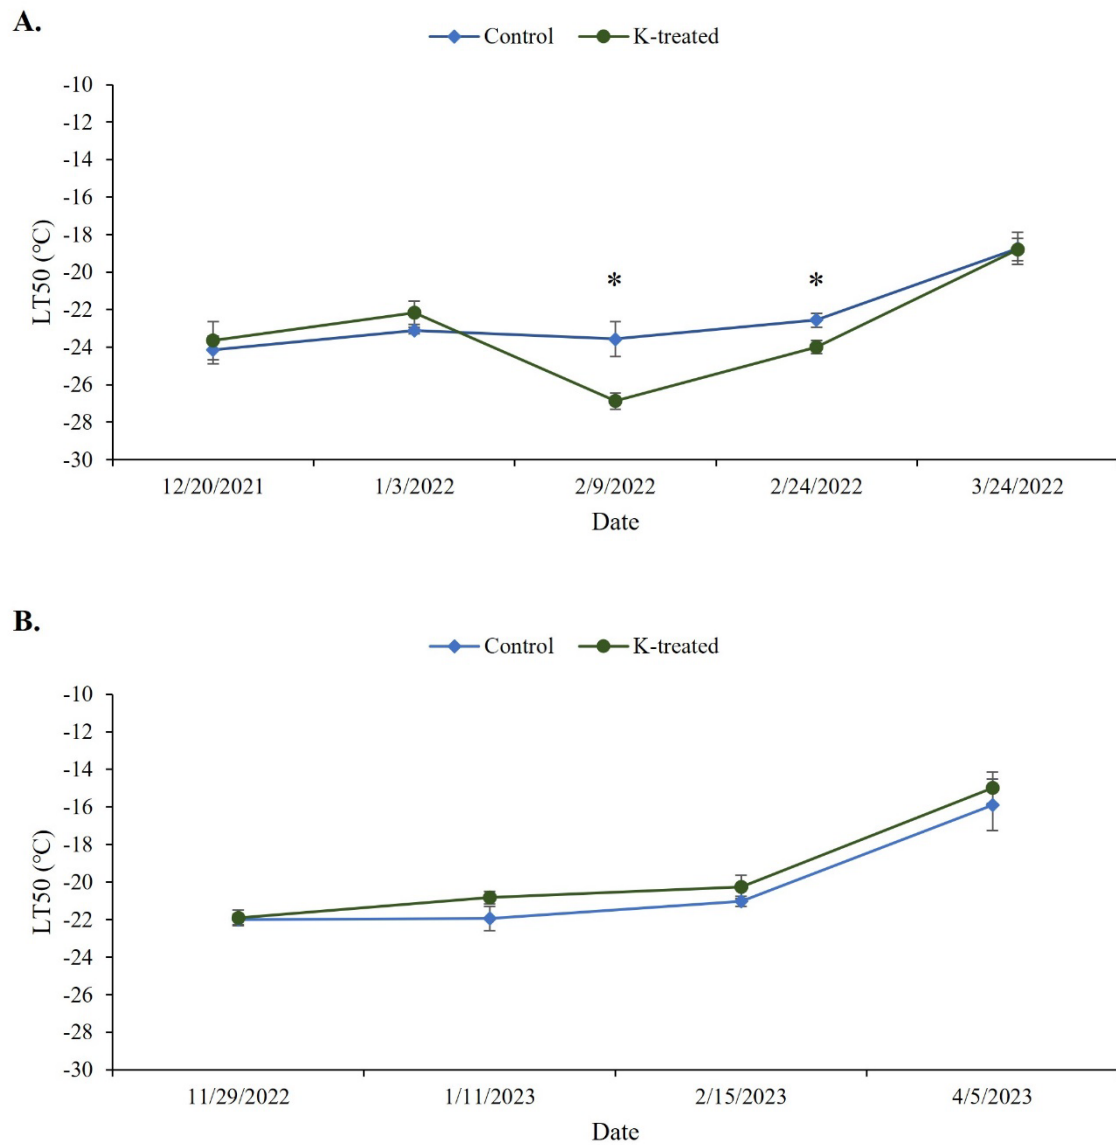 A.
Control K-treated
-10
-12
-14
-16
-18
-20
-22
-24
-26
-28
-30
LT50 (°C)
* *
12/20/2021 1/3/2022 2/9/2022 2/24/2022 3/24/2022
Date
B.
Control K-treated
-10
-12
-14
-16
-18
-20
-22
-24
-26
-28
-30
LT50 (°C)
11/29/2022 1/11/2023 2/15/2023 4/5/2023
Date